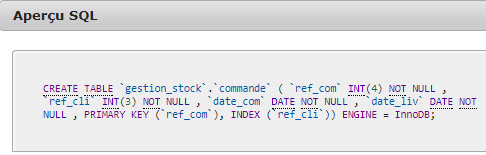 Aperçu SQL
CREATE TABLE `gestion_stock`.`commande` ( `ref_com` INT(4) NOT NULL ,
`ref_cli` INT(3) NOT NULL , `date_com` DATE NOT NULL , `date_liv` DATE NOT
NULL , PRIMARY KEY (`ref_com`), INDEX (`ref_cli`)) ENGINE = InnoDB;